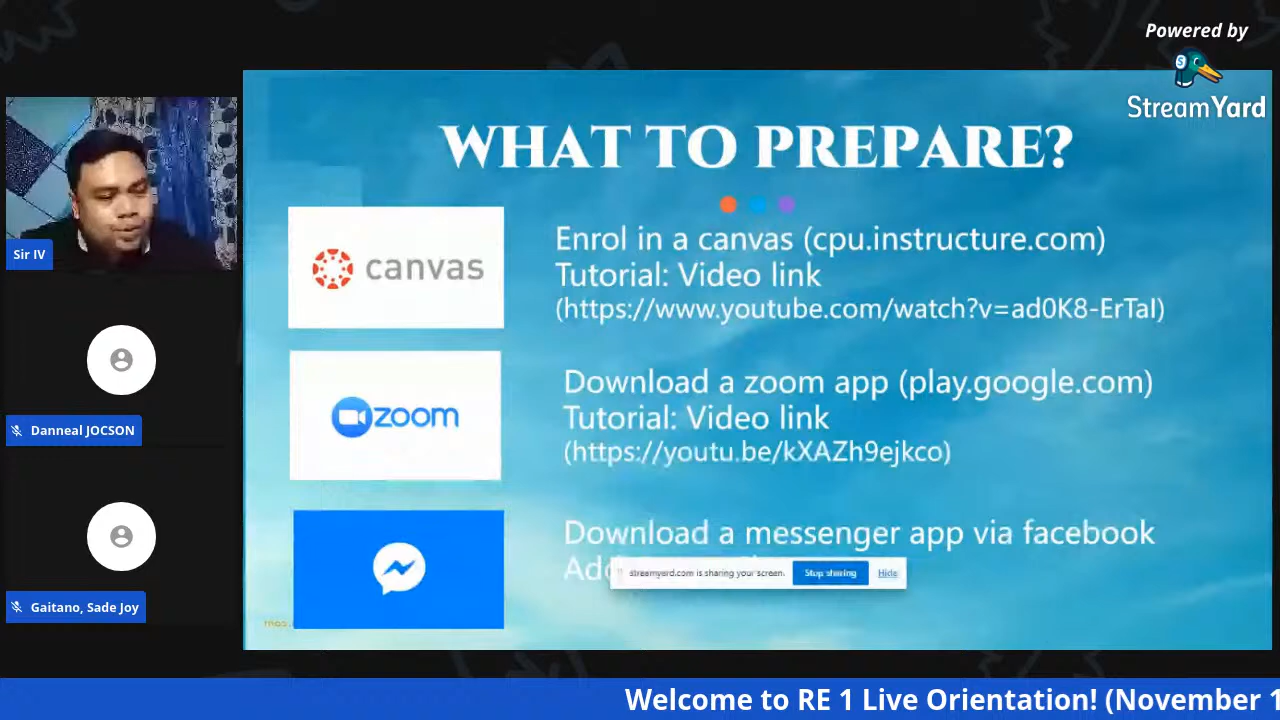 Powered by
StreamYard
WHAT TO PREPARE?
canvas
Enrol in a canvas (cpu.instructure.com)
Tutorial: Video link
(https://www.youtube.com/watch?v=ad0K8-ErTaI)
zoom
Download a zoom app (play.google.com)
Tutorial: Video link
(https://youtu.be/kXAZh9ejkco)
Download a messenger app via facebook
streamyard.com is sharing your screen.
Stop sharing
Hide
Sir IV
Danneal JOCSON
Gaitano, Sade Joy
Welcome to RE 1 Live Orientation! (November 1